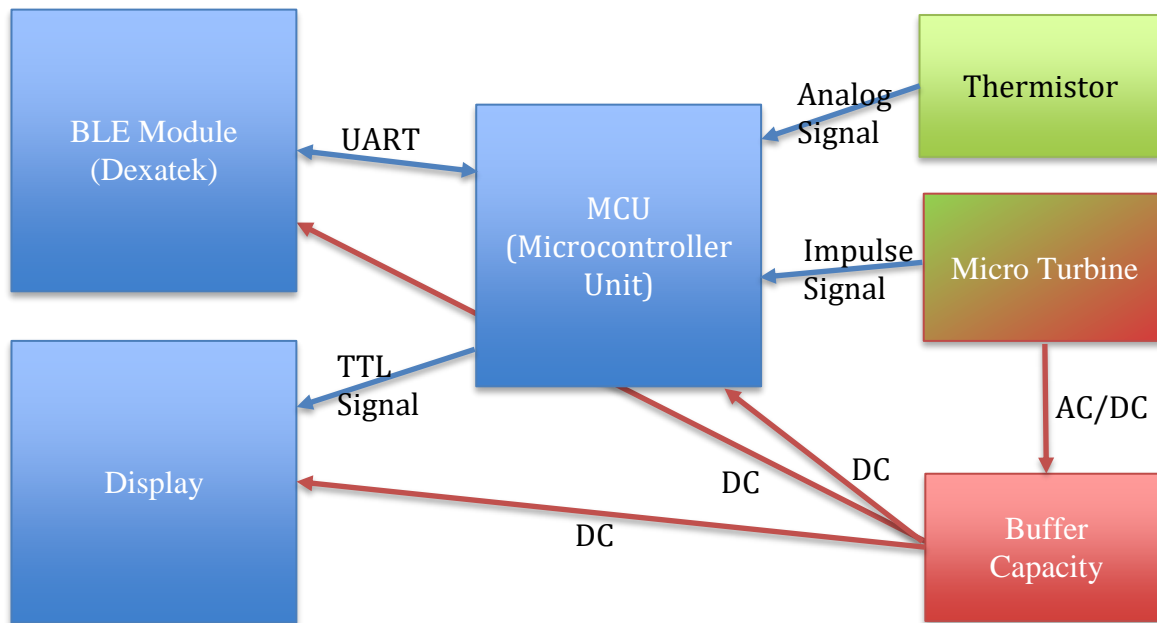 BLE Module
(Dexatek)
UART
MCU
(Microcontroller
Unit)
Analog
Signal
Thermistor
Impulse
Signal
Micro Turbine
TTL
Signal
Display
AC/DC
DC
DC
DC
Buffer
Capacity